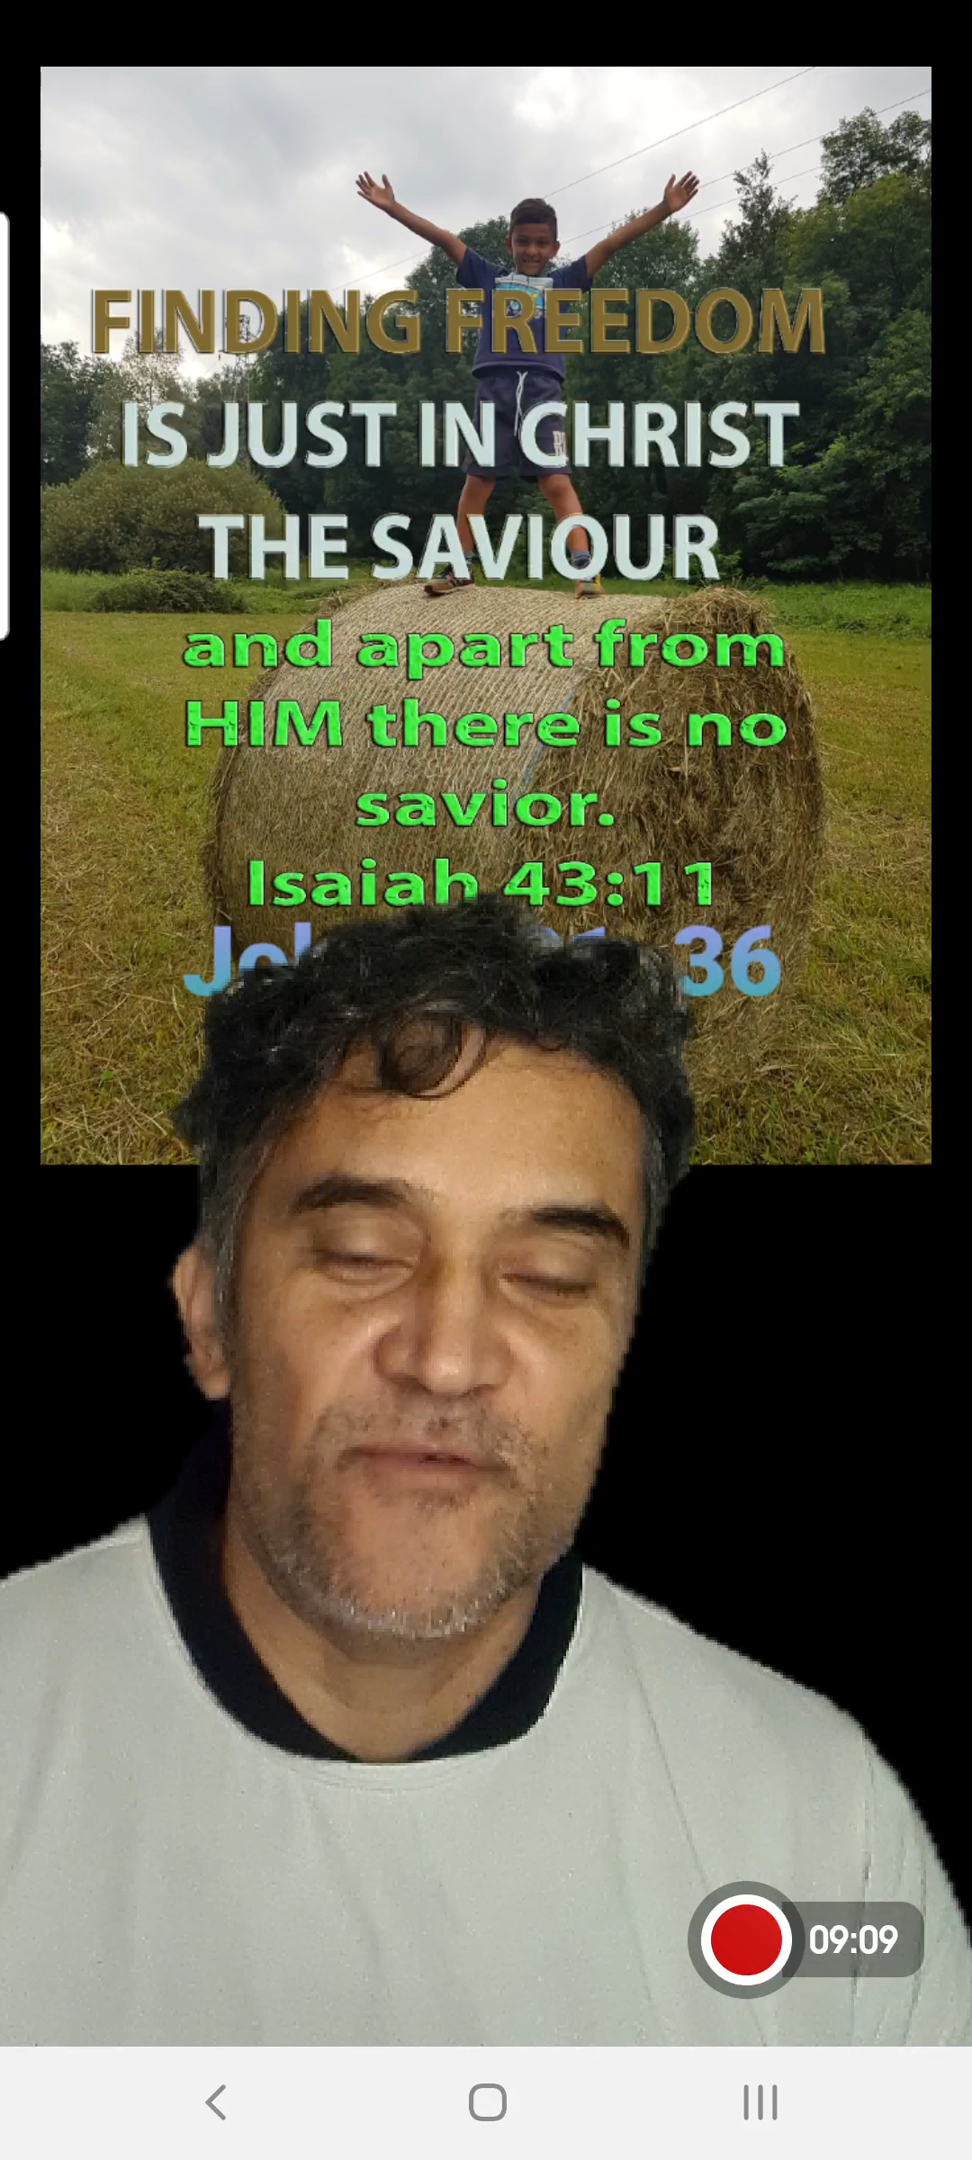 FINDING FREEDOM
IS JUST IN CHRIST
THE SAVIOUR
and apart from
HIM there is no
savior.
Isaiah 43:11
36
09:09